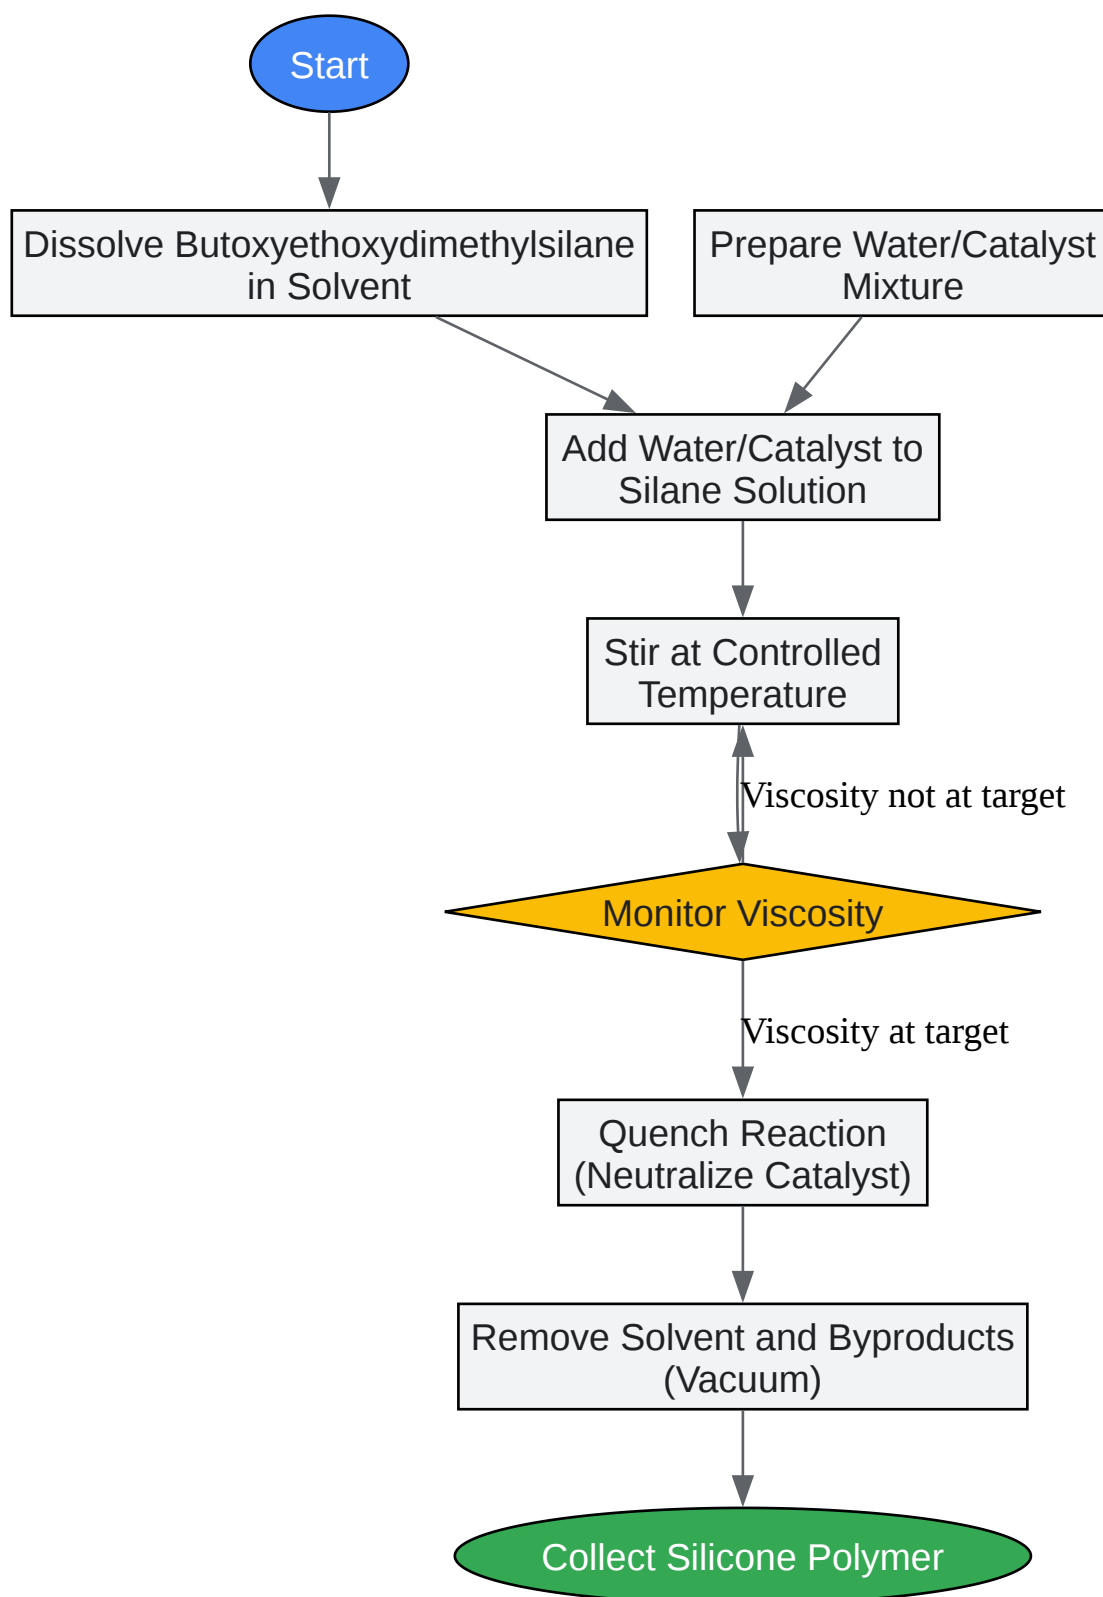 Start
Dissolve Butoxyethoxydimethylsilane
in Solvent
Prepare Water/Catalyst
Mixture
Add Water/Catalyst to
Silane Solution
Stir at Controlled
Temperature
Viscosity not at target
Monitor Viscosity
Viscosity at target
Quench Reaction
(Neutralize Catalyst)
Remove Solvent and Byproducts
(Vacuum)
Collect Silicone Polymer